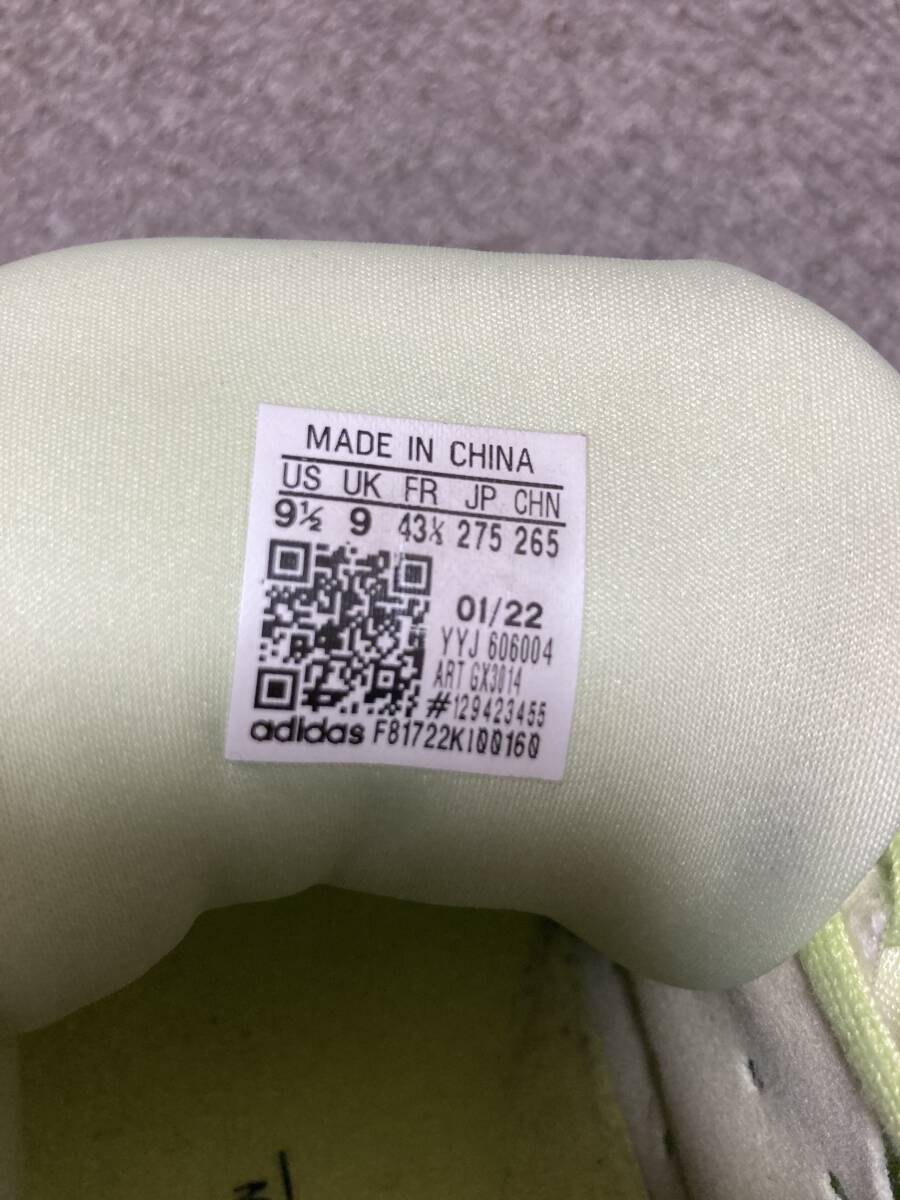 MADE IN CHINA
US UK FR JP CHN
9½ 9 43⅓ 275 265
01/22
YYJ 606004
ART GX3014
#129423455
adidas F81722KI00160